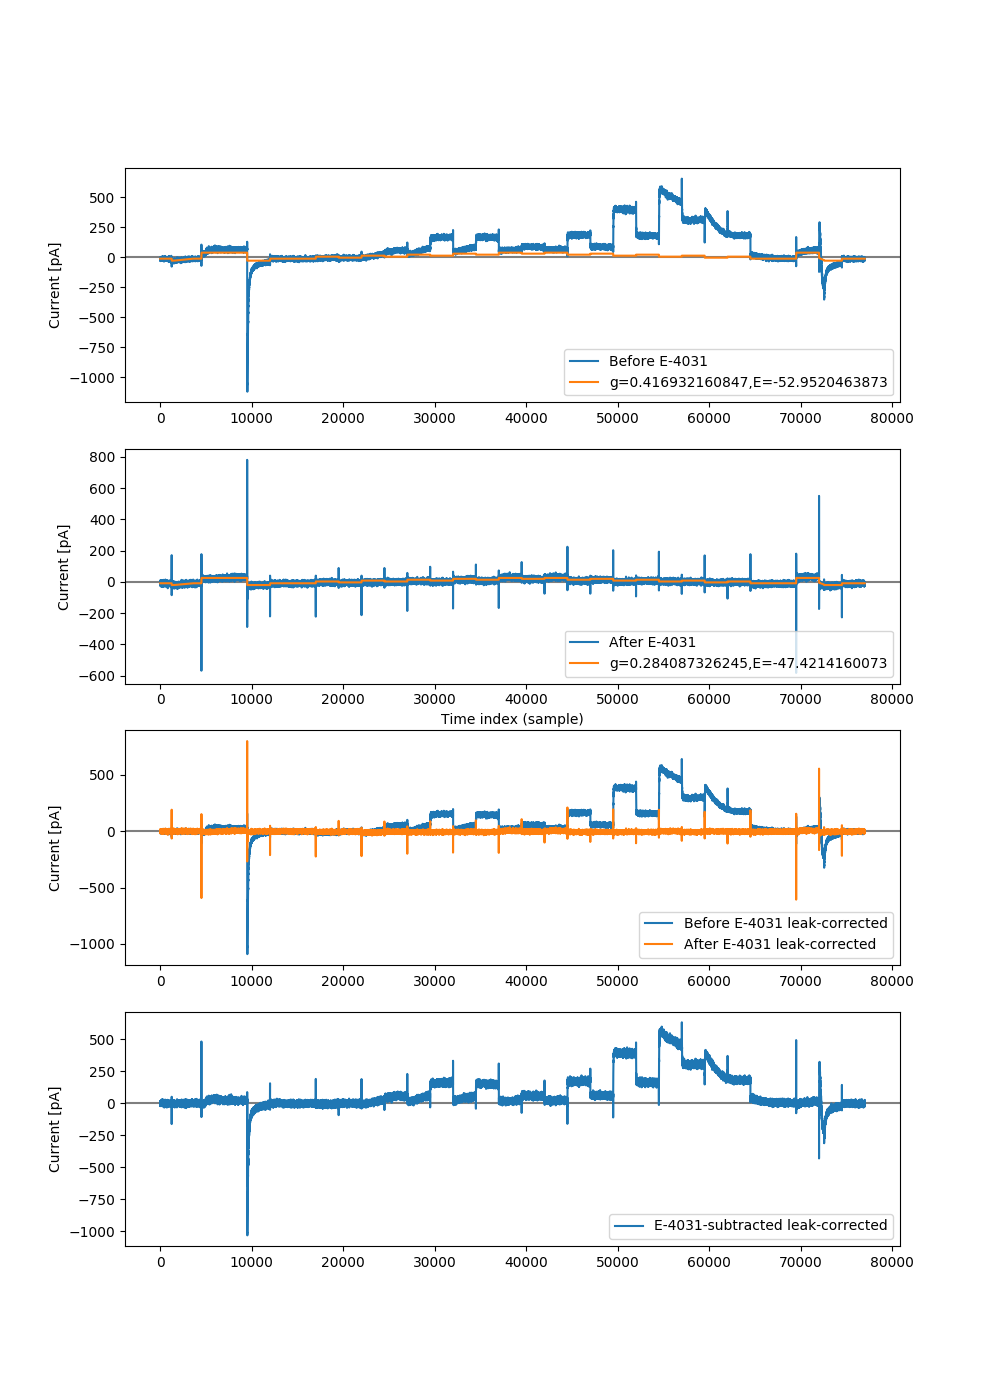 500
250
0
−250
−500
−750
−1000
Current [pA]
Before E-4031
g=0.416932160847,E=-52.9520463873
0 10000 20000 30000 40000 50000 60000 70000 80000
800
600
400
200
0
−200
−400
−600
Current [pA]
After E-4031
g=0.284087326245,E=-47.4214160073
0 10000 20000 30000 40000 50000 60000 70000 80000
Time index (sample)
500
0
−500
−1000
Current [pA]
Before E-4031 leak-corrected
After E-4031 leak-corrected
0 10000 20000 30000 40000 50000 60000 70000 80000
500
250
0
−250
−500
−750
−1000
Current [pA]
E-4031-subtracted leak-corrected
0 10000 20000 30000 40000 50000 60000 70000 80000